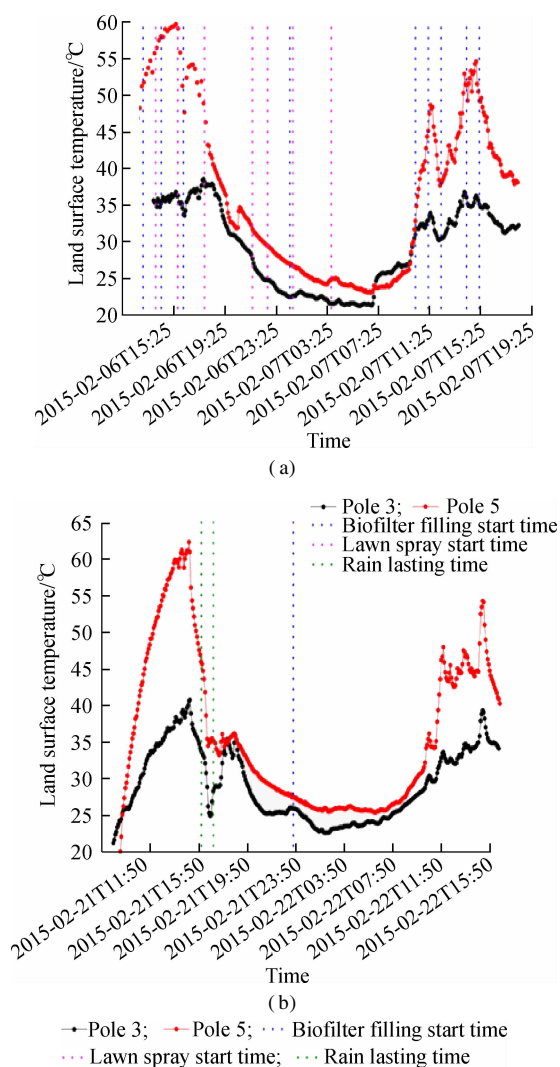 60
55
50
45
40
35
30
25
20
Land surface temperature/℃
2015-02-06T15:25
2015-02-06T19:25
2015-02-06T23:25
2015-02-07T03:25
2015-02-07T07:25
2015-02-07T11:25
2015-02-07T15:25
2015-02-07T19:25
Time
(a)
Pole 3; Pole 5
Biofilter filling start time
Lawn spray start time
Rain lasting time
65
60
55
50
45
40
35
30
25
20
Land surface temperature/℃
2015-02-21T11:50
2015-02-21T15:50
2015-02-21T19:50
2015-02-21T23:50
2015-02-22T03:50
2015-02-22T07:50
2015-02-22T11:50
2015-02-22T15:50
Time
(b)
Pole 3; Pole 5 Biofilter filling start time
Lawn spray start time; Rain lasting time